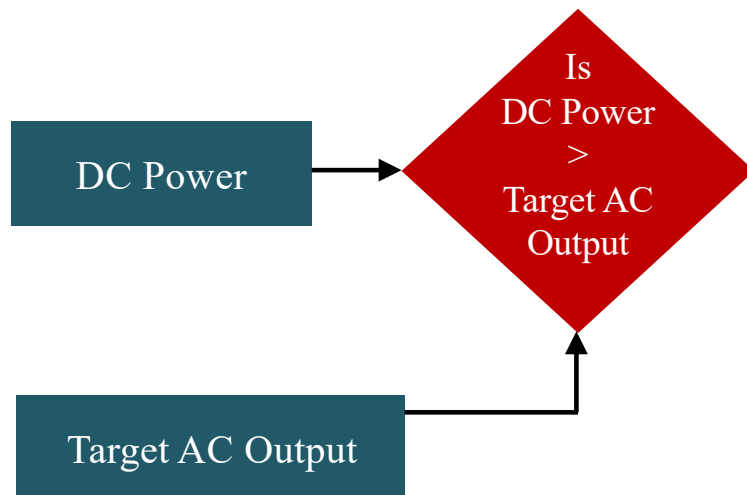 DC Power
Is
DC Power
>
Target AC
Output
Target AC Output